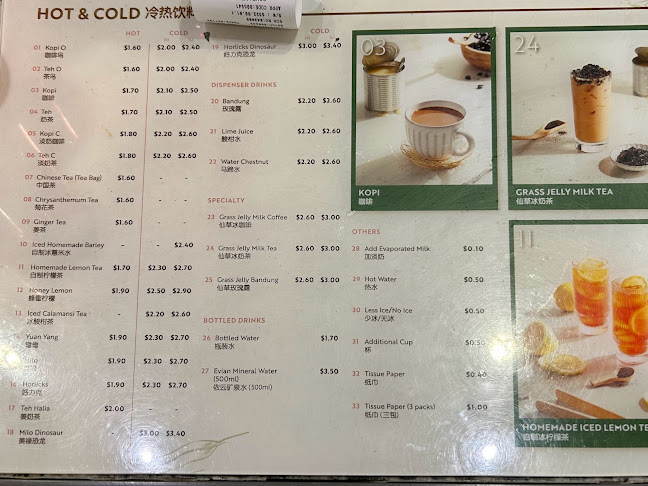 HOT & COLD 冷热饮料
HOT COLD
01 Kopi O $1.60 $2.00 $2.40
咖啡乌
02 Teh O $1.60 $2.00 $2.40
茶乌
03 Kopi $1.70 $2.10 $2.50
咖啡
04 Teh $1.70 $2.10 $2.50
奶茶
05 Kopi C $1.80 $2.20 $2.60
淡奶咖啡
06 Teh C $1.80 $2.20 $2.60
淡奶茶
07 Chinese Tea (Tea Bag) $1.60 - -
中国茶
08 Chrysanthemum Tea $1.60 - -
菊花茶
09 Ginger Tea $1.60 - -
姜茶
10 Iced Homemade Barley - - $2.40
自制冰薏米水
11 Homemade Lemon Tea $1.70 $2.30 $2.70
自制柠檬茶
12 Honey Lemon $1.90 $2.50 $2.90
蜂蜜柠檬
13 Iced Calamansi Tea - $2.20 $2.60
冰酸柑茶
Yuan Yang $1.90 $2.30 $2.70
鸳鸯
Milo $1.90 $2.30 $2.70
16 Horlicks $1.90 $2.30 $2.70
好力克
17 Teh Halia $2.00 - -
姜奶茶
18 Milo Dinosaur - $3.00 $3.40
美禄恐龙
COLD
19 Horlicks Dinosaur $3.00 $3.40
好力克恐龙
DISPENSER DRINKS
20 Bandung $2.20 $2.60
玫瑰露
21 Lime Juice $2.20 $2.60
酸柑水
22 Water Chestnut $2.20 $2.60
马蹄水
SPECIALTY
23 Grass Jelly Milk Coffee $2.60 $3.00
仙草冰咖啡
24 Grass Jelly Milk Tea $2.60 $3.00
仙草冰奶茶
25 Grass Jelly Bandung $2.60 $3.00
仙草玫瑰露
BOTTLED DRINKS
26 Bottled Water $1.70
瓶装水
27 Evian Mineral Water $3.50
(500ml)
依云矿泉水 (500ml)
03
KOPI
咖啡
24
GRASS JELLY MILK TEA
仙草冰奶茶
OTHERS
28 Add Evaporated Milk $0.10
加淡奶
29 Hot Water $0.50
热水
30 Less Ice/No Ice $0.50
少冰/无冰
31 Additional Cup $0.50
杯
32 Tissue Paper $0.40
纸巾
33 Tissue Paper (3 packs) $1.00
纸巾 (三包)
11
HOMEMADE ICED LEMON TE
自制冰柠檬茶